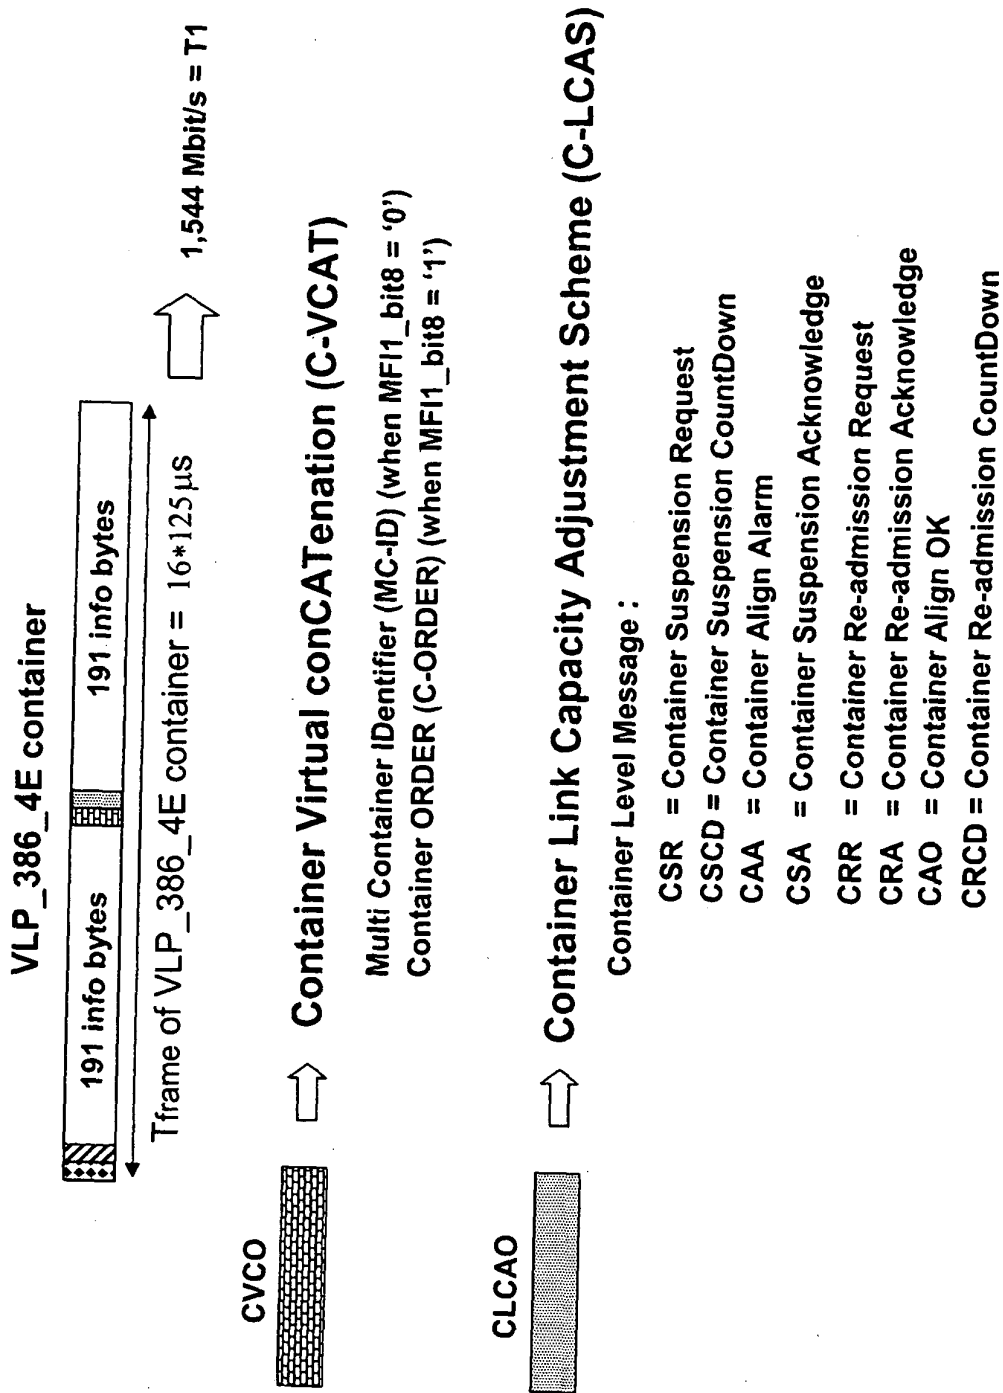 VLP_386_4E container
191 info bytes
191 info bytes
Tframe of VLP_386_4E container = 16*125µs
1,544 Mbit/s = T1
CVCO
Container Virtual conCATenation (C-VCAT)
Multi Container IDentifier (MC-ID) (when MFI1_bit8 = '0')
Container ORDER (C-ORDER) (when MFI1_bit8 = '1')
CLCAO
Container Link Capacity Adjustment Scheme (C-LCAS)
Container Level Message :
CSR = Container Suspension Request
CSCD = Container Suspension CountDown
CAA = Container Align Alarm
CSA = Container Suspension Acknowledge
CRR = Container Re-admission Request
CRA = Container Re-admission Acknowledge
CAO = Container Align OK
CRCD = Container Re-admission CountDown